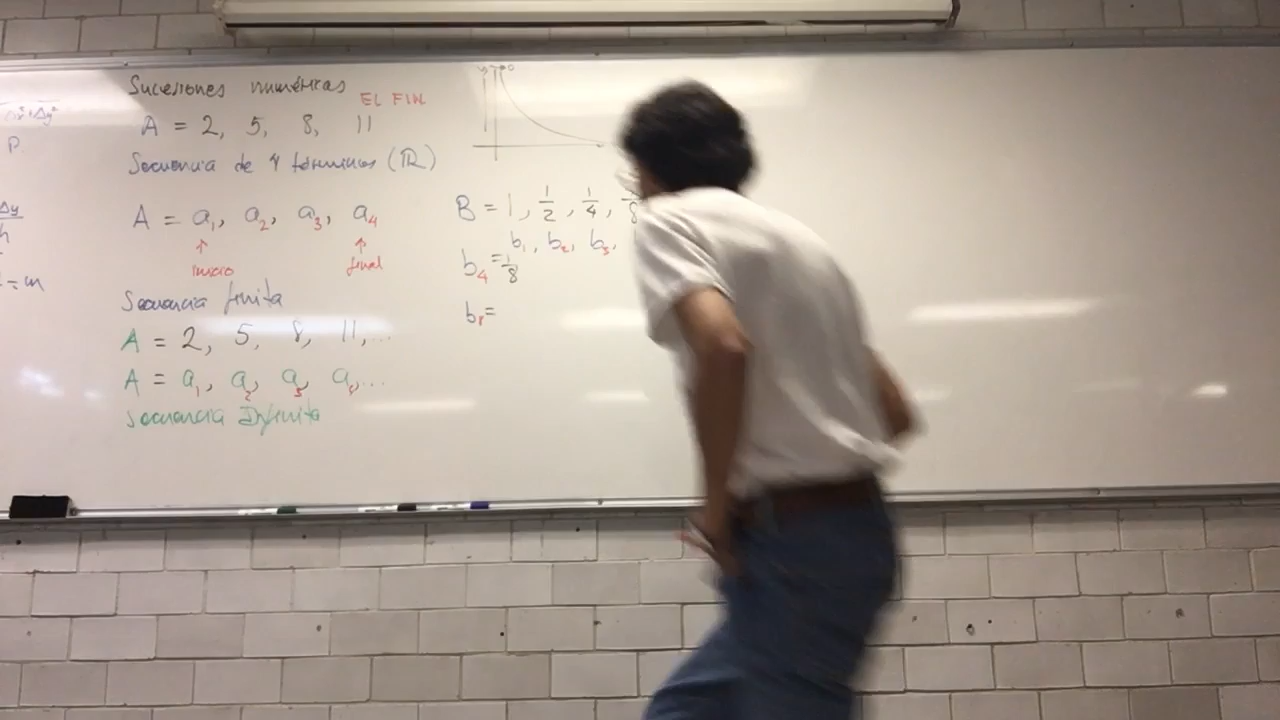 Sucesiones numéricas
EL FIN
A = 2, 5, 8, 11
Secuencia de 4 términos (ℝ)
A = a₁, a₂, a₃, a₄
↑ ↑
inicio final
Secuencia finita
A = 2, 5, 8, 11, ...
A = a₁, a₂, a₃, a₄, ...
Secuencia Infinita
B = 1, 1/2, 1/4,
b₁, b₂, b₃,
b₄ = 1/8
P
Δy